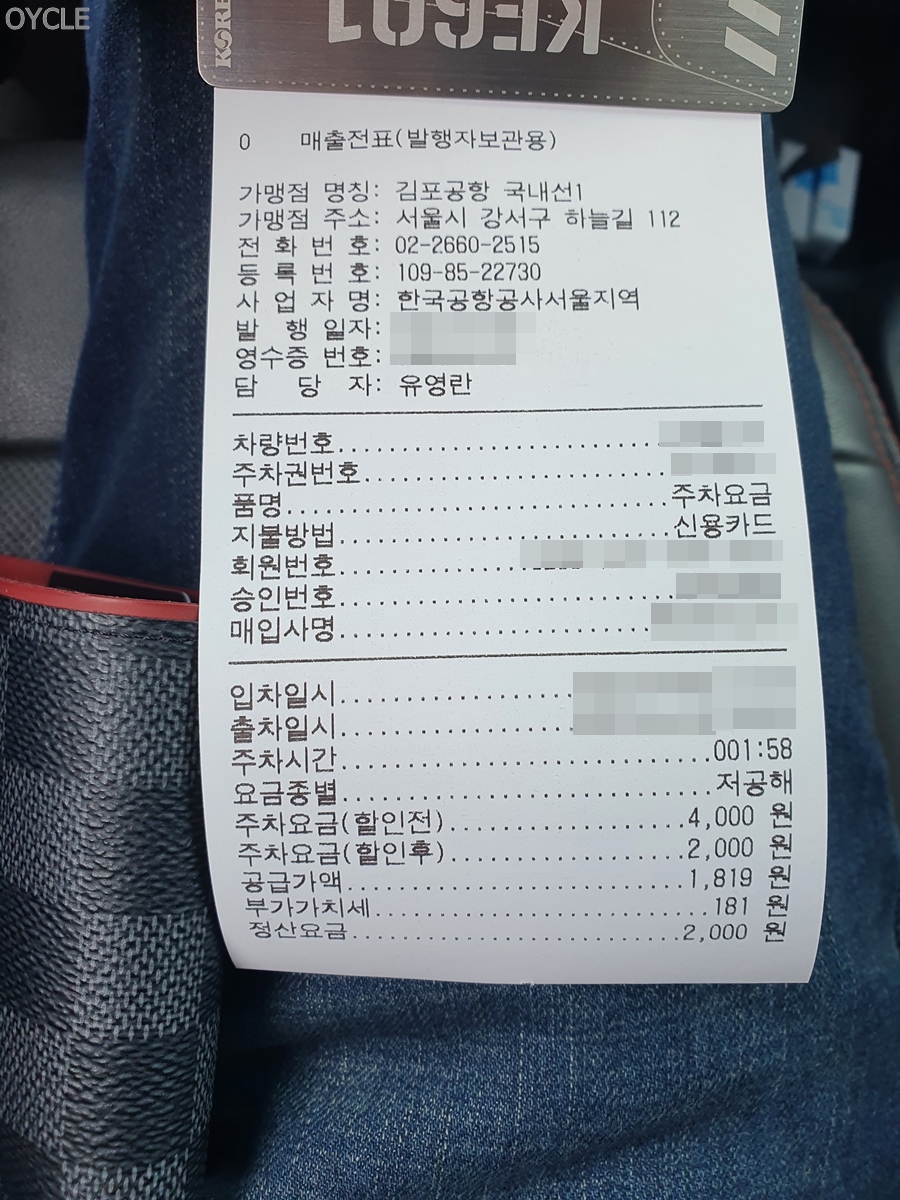 OYCLE
KE601
0 매출전표(발행자보관용)
가맹점 명칭: 김포공항 국내선1
가맹점 주소: 서울시 강서구 하늘길 112
전 화 번 호: 02-2660-2515
등 록 번 호: 109-85-22730
사 업 자 명: 한국공항공사서울지역
발 행 일자:
영수증 번호:
담 당 자: 유영란
차량번호..............................
주차권번호..............................
품명..............................주차요금
지불방법..............................신용카드
회원번호..................
승인번호..............................
매입사명............................
입차일시.....................
출차일시.....................
주차시간..............................001:58
요금종별..............................저공해
주차요금(할인전)....................4,000 원
주차요금(할인후)....................2,000 원
공급가액..............................1,819 원
부가가치세..............................181 원
정산요금..............................2,000 원